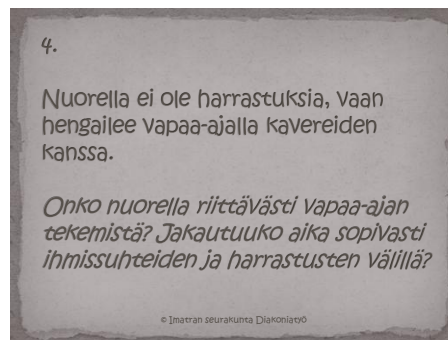 4.
Nuorella ei ole harrastuksia, vaan
hengailee vapaa-ajalla kavereiden
kanssa.
Onko nuorella riittävästi vapaa-ajan
tekemistä? Jakautuuko aika sopivasti
ihmissuhteiden ja harrastusten välillä?
© Imatran seurakunta Diakoniatyö